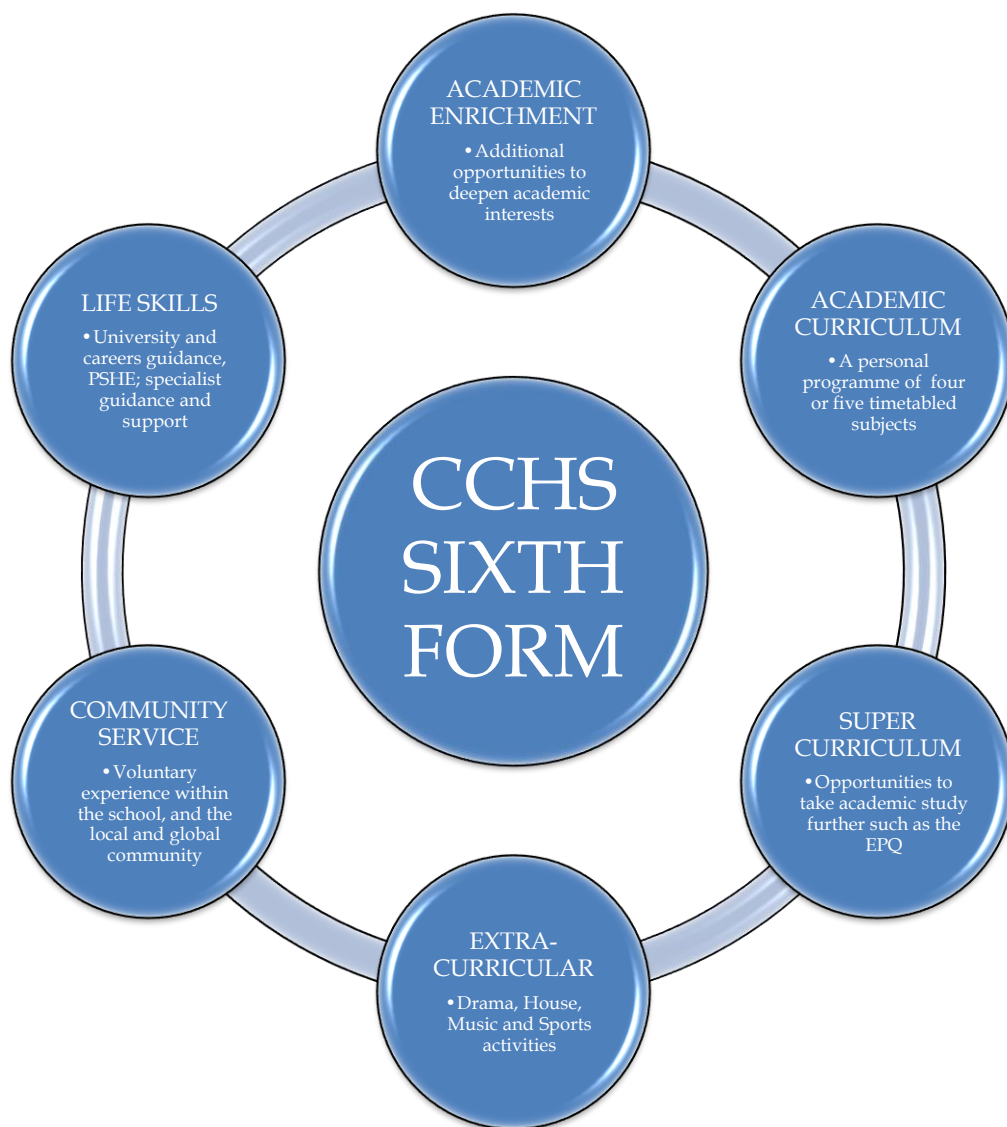 ACADEMIC
ENRICHMENT
•Additional
opportunities to
deepen academic
interests
ACADEMIC
CURRICULUM
•A personal
programme of four
or five timetabled
subjects
SUPER
CURRICULUM
•Opportunities to
take academic study
further such as the
EPQ
EXTRA-
CURRICULAR
•Drama, House,
Music and Sports
activities
COMMUNITY
SERVICE
•Voluntary
experience within
the school, and the
local and global
community
LIFE SKILLS
•University and
careers guidance,
PSHE; specialist
guidance and
support
CCHS
SIXTH
FORM